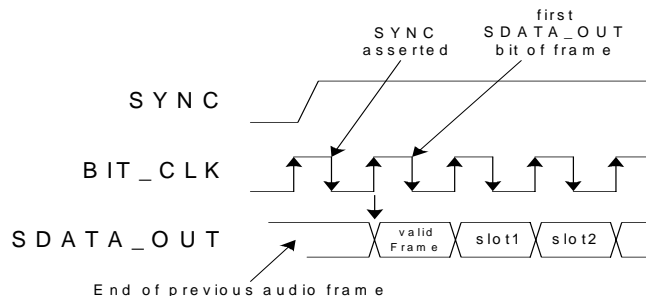 first
SDATA_OUT
bit of frame
SYNC
asserted
SYNC
BIT_CLK
SDATA_OUT
valid
Frame
slot1
slot2
End of previous audio frame